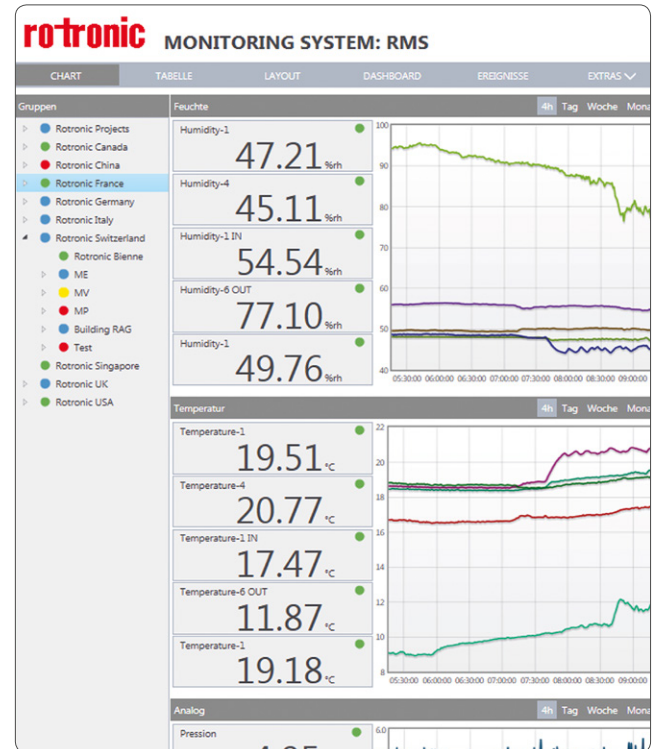 rotronic MONITORING SYSTEM: RMS
CHART TABELLE LAYOUT DASHBOARD EREIGNISSE EXTRAS
Gruppen
Rotronic Projects
Rotronic Canada
Rotronic China
Rotronic France
Rotronic Germany
Rotronic Italy
Rotronic Switzerland
Rotronic Bienne
ME
MV
MP
Building RAG
Test
Rotronic Singapore
Rotronic UK
Rotronic USA
Feuchte 4h Tag Woche Mona
Humidity-1
47.21 %rh
Humidity-4
45.11 %rh
Humidity-1 IN
54.54 %rh
Humidity-6 OUT
77.10 %rh
Humidity-1
49.76 %rh
100
90
80
70
60
50
40
05:30:00 06:00:00 06:30:00 07:00:00 07:30:00 08:00:00 08:30:00 09:00:00
Temperatur 4h Tag Woche Mona
Temperature-1
19.51 °C
Temperature-4
20.77 °C
Temperature-1 IN
17.47 °C
Temperature-6 OUT
11.87 °C
Temperature-1
19.18 °C
22
20
18
16
14
12
10
8
05:30:00 06:00:00 06:30:00 07:00:00 07:30:00 08:00:00 08:30:00 09:00:00
Analog 4h Tag Woche Mona
Pression
6.0